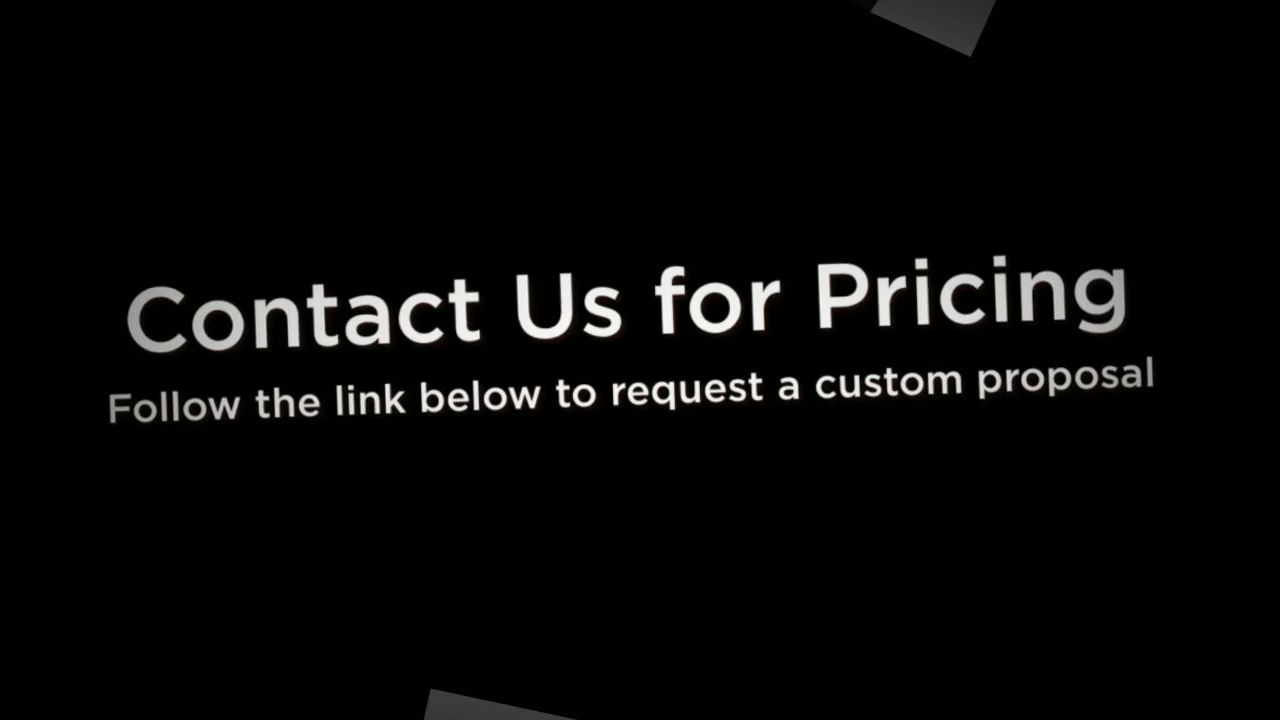 Contact Us for Pricing
Follow the link below to request a custom proposal